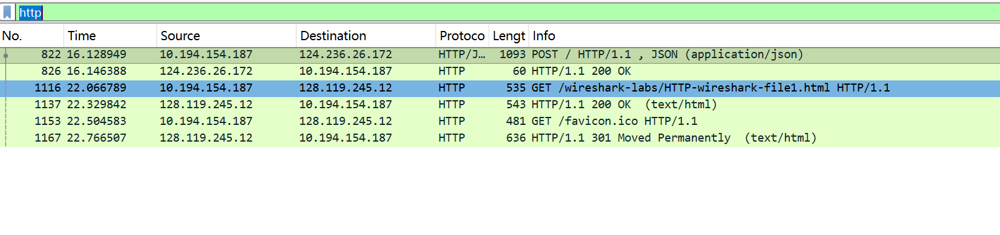 http
No. Time Source Destination Protoco Lengt Info
822 16.128949 10.194.154.187 124.236.26.172 HTTP/J… 1093 POST / HTTP/1.1 , JSON (application/json)
826 16.146388 124.236.26.172 10.194.154.187 HTTP 60 HTTP/1.1 200 OK
1116 22.066789 10.194.154.187 128.119.245.12 HTTP 535 GET /wireshark-labs/HTTP-wireshark-file1.html HTTP/1.1
1137 22.329842 128.119.245.12 10.194.154.187 HTTP 543 HTTP/1.1 200 OK  (text/html)
1153 22.504583 10.194.154.187 128.119.245.12 HTTP 481 GET /favicon.ico HTTP/1.1
1167 22.766507 128.119.245.12 10.194.154.187 HTTP 636 HTTP/1.1 301 Moved Permanently  (text/html)